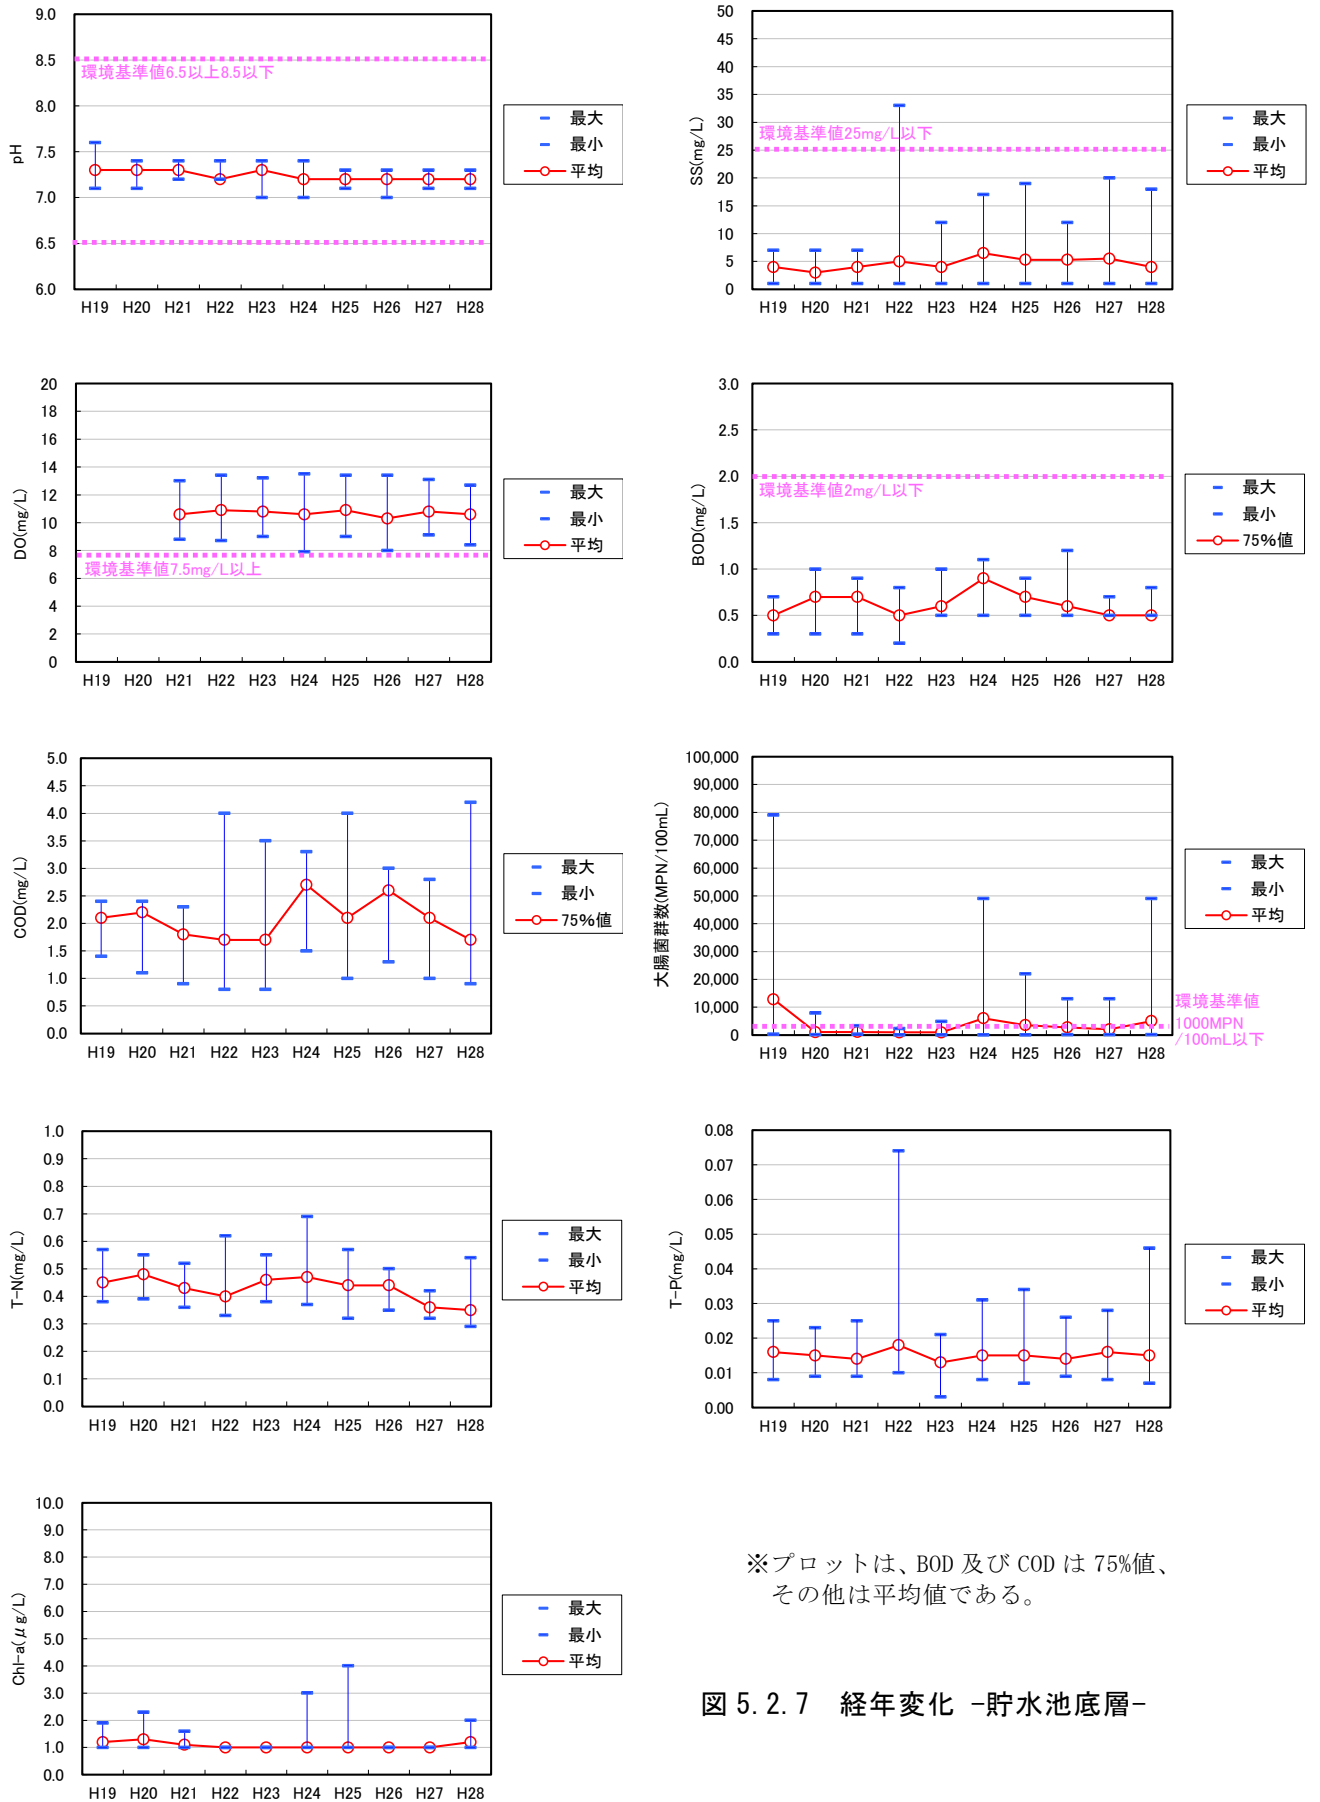 9.0
8.5
8.0
7.5
7.0
6.5
6.0
pH
環境基準値6.5以上8.5以下
H19 H20 H21 H22 H23 H24 H25 H26 H27 H28
最大
最小
平均
50
45
40
35
30
25
20
15
10
5
0
SS(mg/L)
環境基準値25mg/L以下
H19 H20 H21 H22 H23 H24 H25 H26 H27 H28
最大
最小
平均
20
18
16
14
12
10
8
6
4
2
0
DO(mg/L)
環境基準値7.5mg/L以上
H19 H20 H21 H22 H23 H24 H25 H26 H27 H28
最大
最小
平均
3.0
2.5
2.0
1.5
1.0
0.5
0.0
BOD(mg/L)
環境基準値2mg/L以下
H19 H20 H21 H22 H23 H24 H25 H26 H27 H28
最大
最小
75%値
5.0
4.5
4.0
3.5
3.0
2.5
2.0
1.5
1.0
0.5
0.0
COD(mg/L)
H19 H20 H21 H22 H23 H24 H25 H26 H27 H28
最大
最小
75%値
100,000
90,000
80,000
70,000
60,000
50,000
40,000
30,000
20,000
10,000
0
大腸菌群数(MPN/100mL)
環境基準値
1000MPN
/100mL以下
H19 H20 H21 H22 H23 H24 H25 H26 H27 H28
最大
最小
平均
1.0
0.9
0.8
0.7
0.6
0.5
0.4
0.3
0.2
0.1
0.0
T-N(mg/L)
H19 H20 H21 H22 H23 H24 H25 H26 H27 H28
最大
最小
平均
0.08
0.07
0.06
0.05
0.04
0.03
0.02
0.01
0.00
T-P(mg/L)
H19 H20 H21 H22 H23 H24 H25 H26 H27 H28
最大
最小
平均
10.0
9.0
8.0
7.0
6.0
5.0
4.0
3.0
2.0
1.0
0.0
Chl-a(μg/L)
H19 H20 H21 H22 H23 H24 H25 H26 H27 H28
最大
最小
平均
※プロットは、BOD 及び COD は 75%値、
その他は平均値である。
図 5.2.7 経年変化 -貯水池底層-